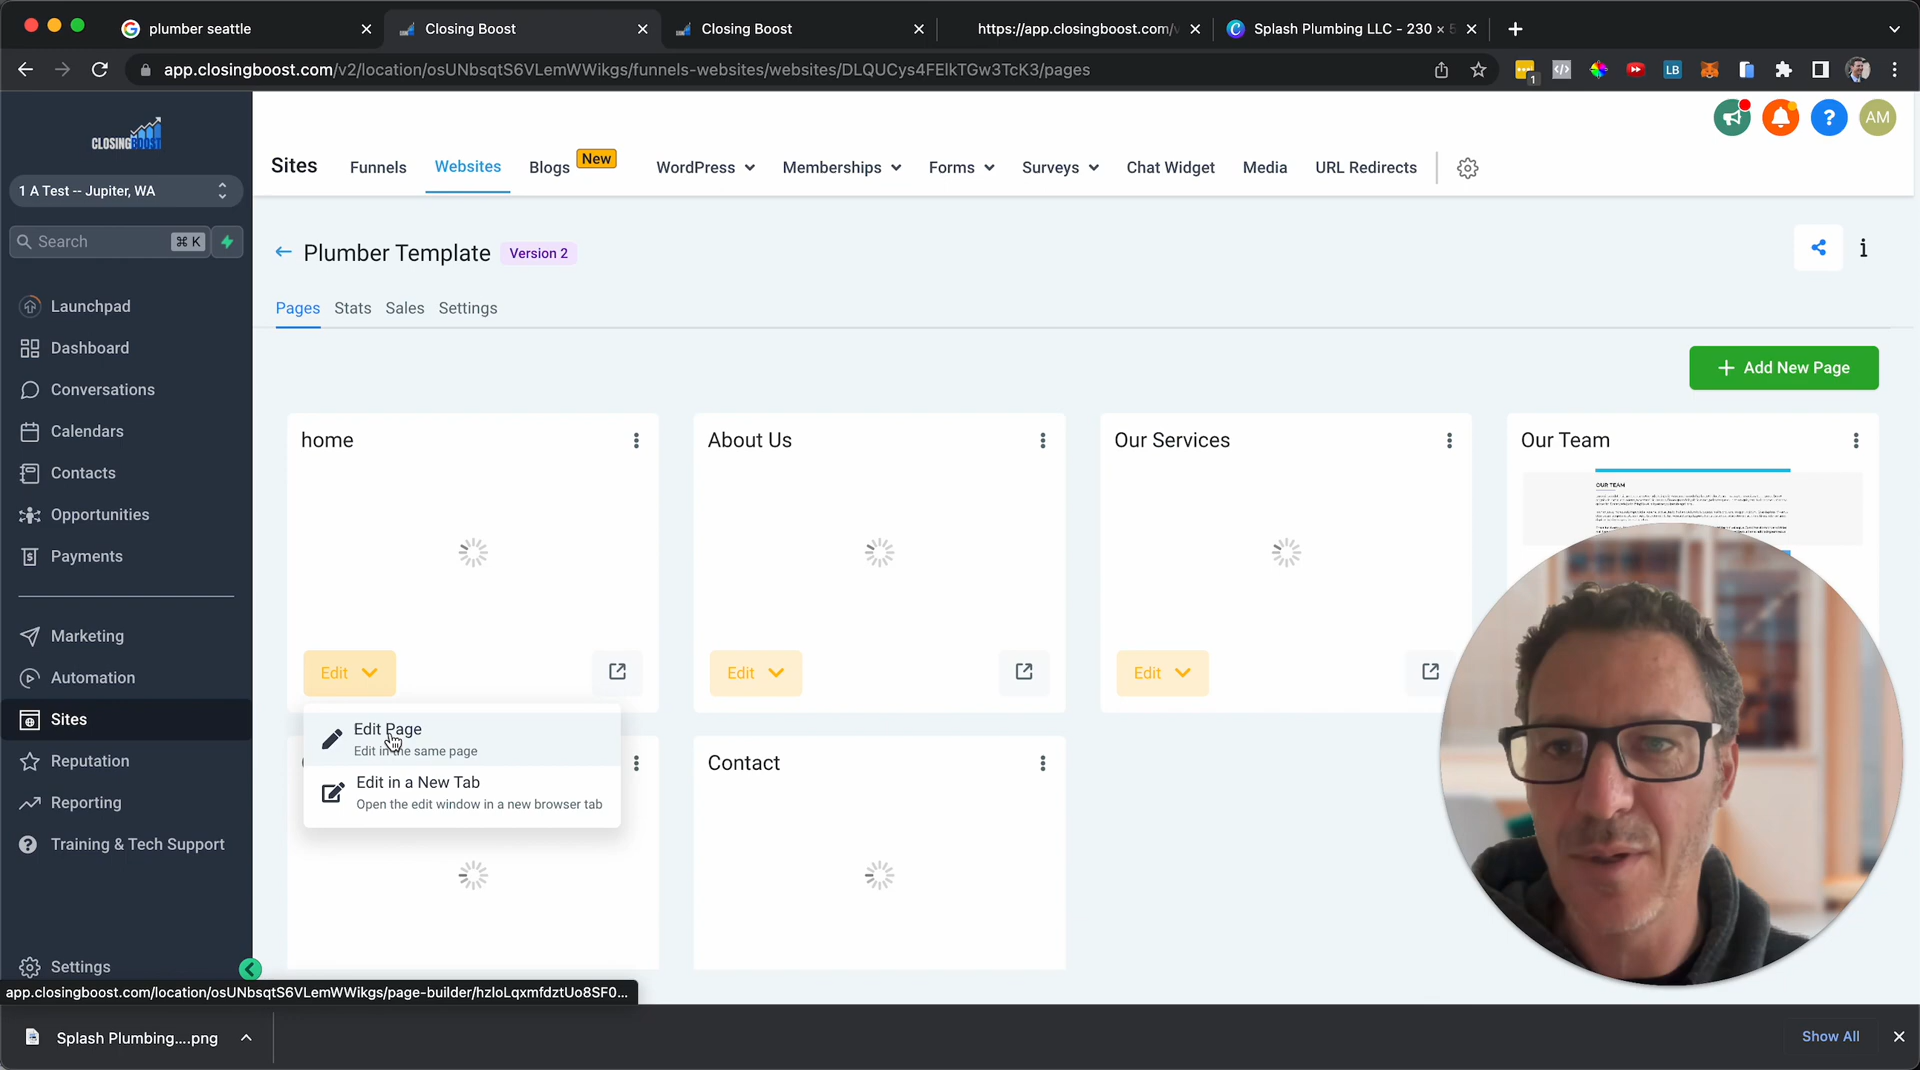 plumber seattle
Closing Boost
Closing Boost
https://app.closingboost.com/v
Splash Plumbing LLC - 230 × 5
app.closingboost.com/v2/location/osUNbsqtS6VLemWWikgs/funnels-websites/websites/DLQUCys4FElkTGw3TcK3/pages
1
LB
CLOSINGBOOST
1 A Test -- Jupiter, WA
Search
⌘ K
Launchpad
Dashboard
Conversations
Calendars
Contacts
Opportunities
Payments
Marketing
Automation
Sites
Reputation
Reporting
Training & Tech Support
Settings
AM
Sites
Funnels
Websites
Blogs
New
WordPress
Memberships
Forms
Surveys
Chat Widget
Media
URL Redirects
Plumber Template
Version 2
Pages
Stats
Sales
Settings
+ Add New Page
home
About Us
Our Services
Our Team
OUR TEAM
Edit
Edit
Edit
Edit Page
Edit in the same page
Edit in a New Tab
Open the edit window in a new browser tab
Contact
app.closingboost.com/location/osUNbsqtS6VLemWWikgs/page-builder/hzloLqxmfdztUo8SF0...
Splash Plumbing....png
Show All